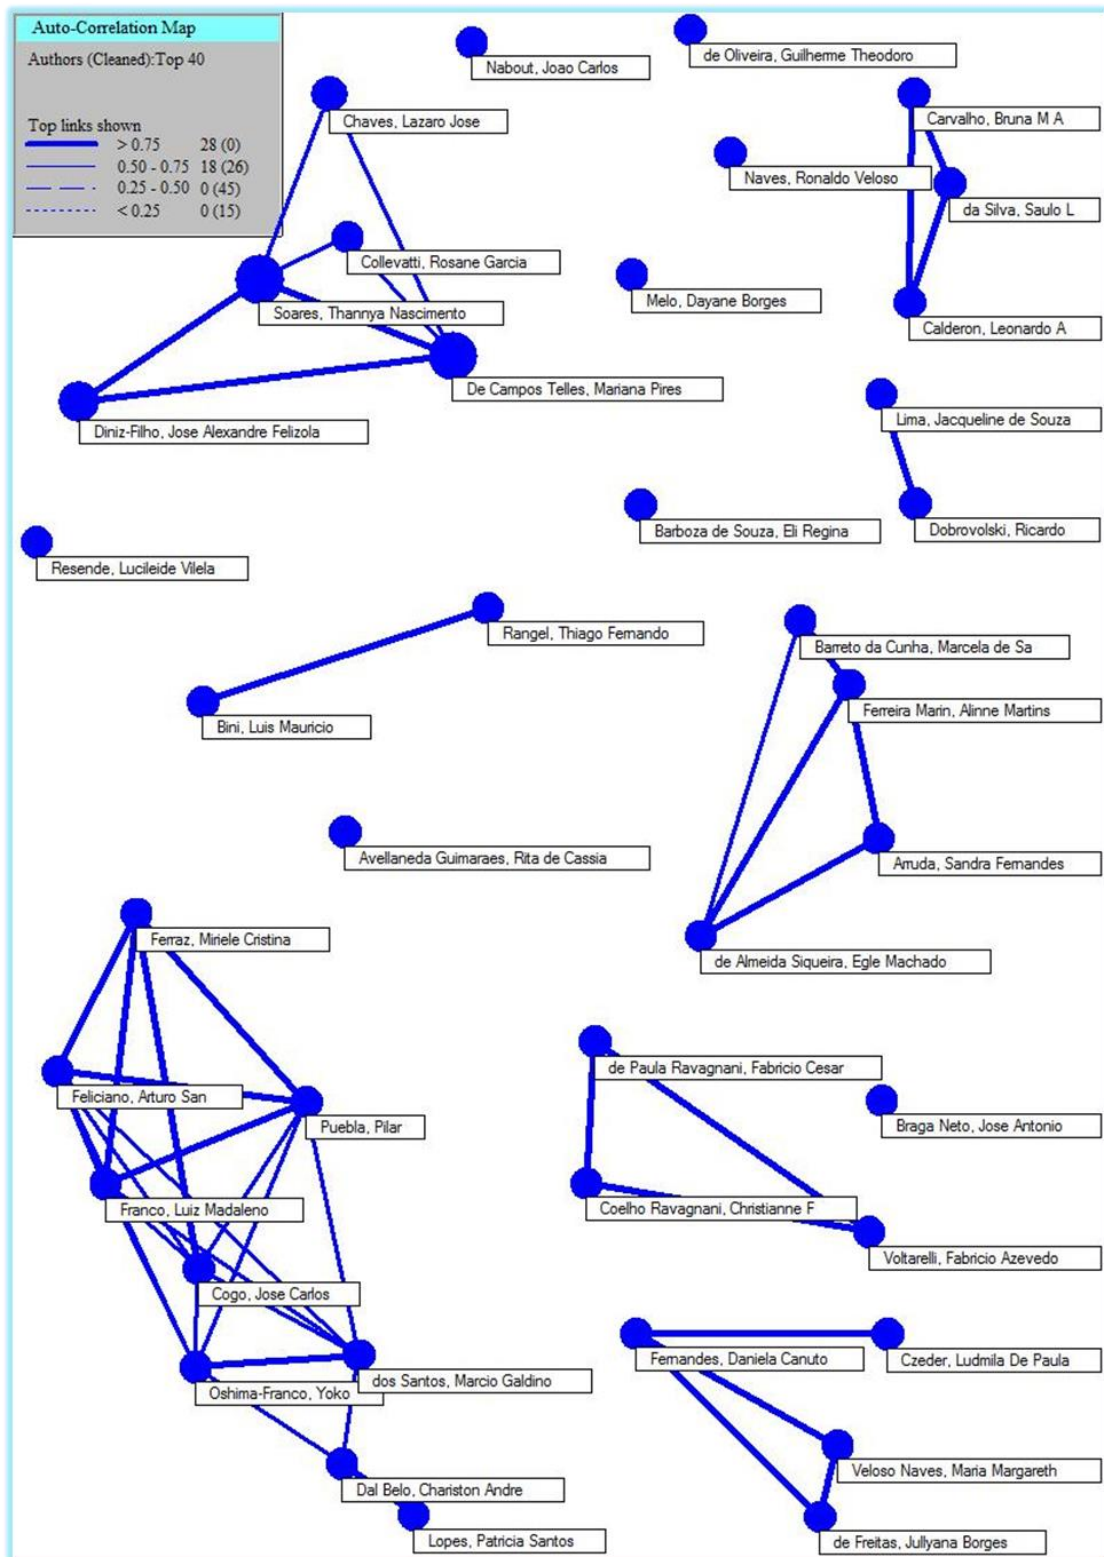 Auto-Correlation Map
Authors (Cleaned):Top 40
Top links shown
> 0.75 28 (0)
0.50 - 0.75 18 (26)
0.25 - 0.50 0 (45)
< 0.25 0 (15)
de Oliveira, Guilherme Theodoro
Nabout, Joao Carlos
Chaves, Lazaro Jose
Carvalho, Bruna M A
Naves, Ronaldo Veloso
da Silva, Saulo L
Collevatti, Rosane Garcia
Melo, Dayane Borges
Soares, Thannya Nascimento
Calderon, Leonardo A
De Campos Telles, Mariana Pires
Lima, Jacqueline de Souza
Diniz-Filho, Jose Alexandre Felizola
Barboza de Souza, Eli Regina
Dobrovolski, Ricardo
Resende, Lucileide Vilela
Rangel, Thiago Fernando
Barreto da Cunha, Marcela de Sa
Ferreira Marin, Alinne Martins
Bini, Luis Mauricio
Avellaneda Guimaraes, Rita de Cassia
Arruda, Sandra Fernandes
Ferraz, Miriele Cristina
de Almeida Siqueira, Egle Machado
de Paula Ravagnani, Fabricio Cesar
Feliciano, Arturo San
Puebla, Pilar
Braga Neto, Jose Antonio
Franco, Luiz Madaleno
Coelho Ravagnani, Christianne F
Voltarelli, Fabricio Azevedo
Cogo, Jose Carlos
Fernandes, Daniela Canuto
Czeder, Ludmila De Paula
dos Santos, Marcio Galdino
Oshima-Franco, Yoko
Veloso Naves, Maria Margareth
Dal Belo, Chariston Andre
Lopes, Patricia Santos
de Freitas, Jullyana Borges